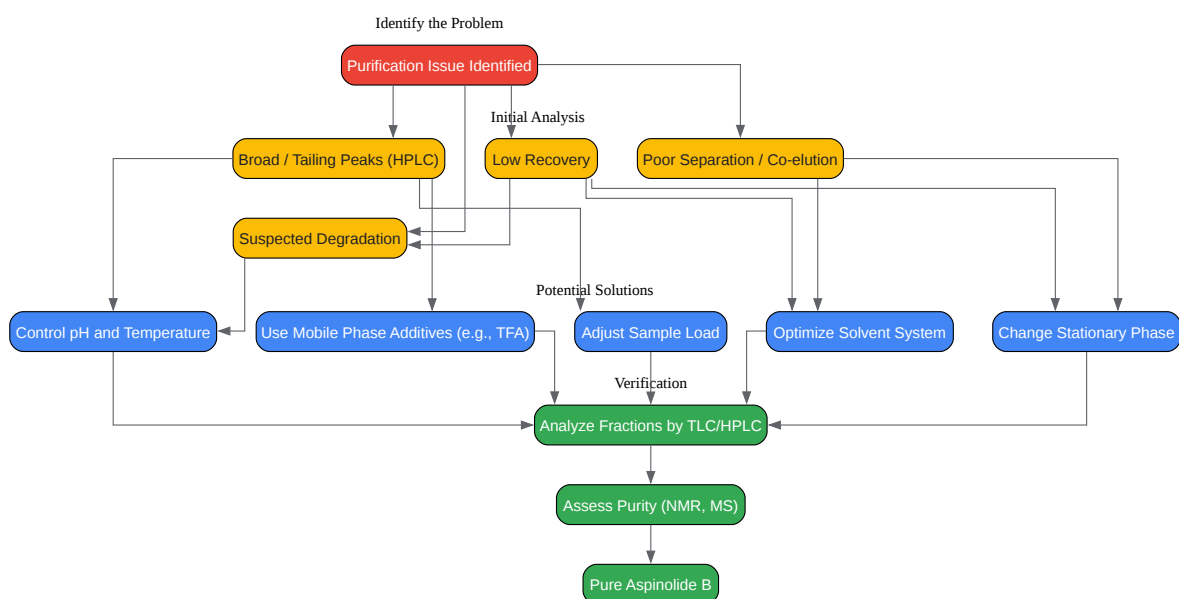 Identify the Problem
Purification Issue Identified
Initial Analysis
Broad / Tailing Peaks (HPLC)
Low Recovery
Poor Separation / Co-elution
Suspected Degradation
Potential Solutions
Control pH and Temperature
Use Mobile Phase Additives (e.g., TFA)
Adjust Sample Load
Optimize Solvent System
Change Stationary Phase
Verification
Analyze Fractions by TLC/HPLC
Assess Purity (NMR, MS)
Pure Aspinolide B